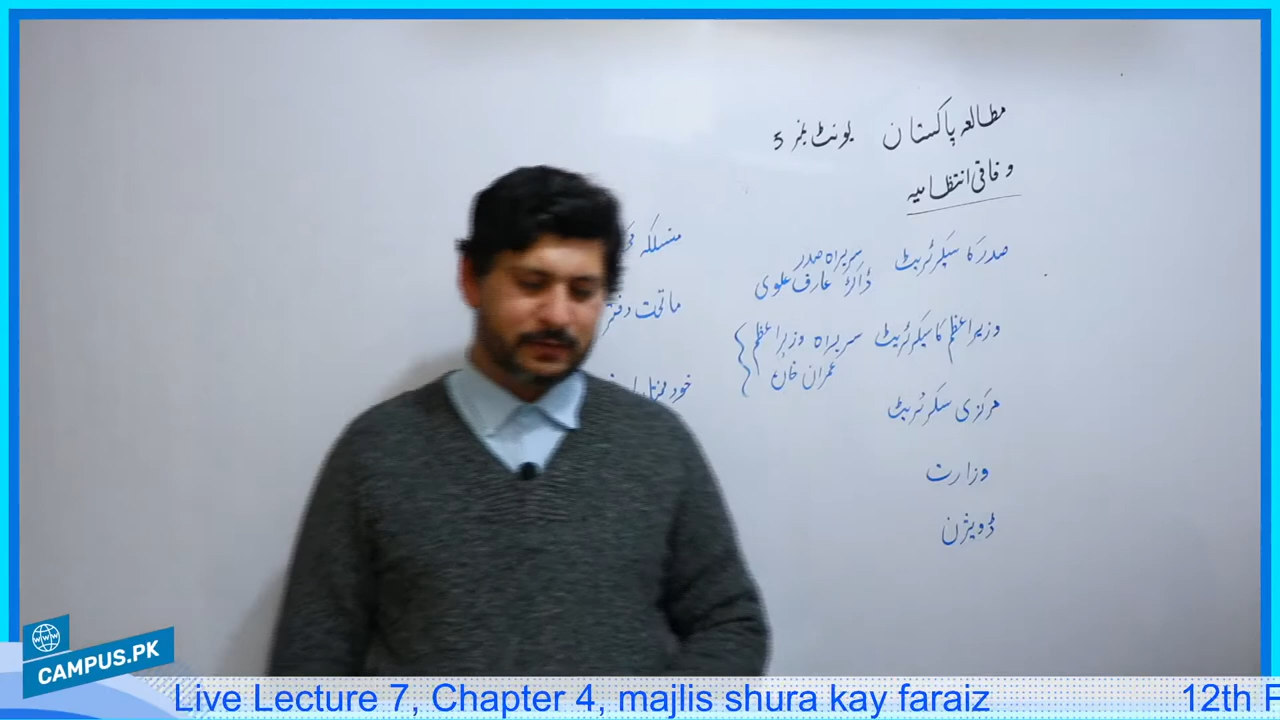 مطالعہ پاکستان یونٹ نمبر 5
وفاقی انتظامیہ
صدر کا سیکرٹریٹ سربراہ صدر
ڈاکٹر عارف علوی
وزیراعظم کا سیکرٹریٹ سربراہ وزیراعظم
عمران خان
مرکزی سیکرٹریٹ
وزارت
ڈویژن
منسلکہ
ماتحت دفتر
خود
WWW
CAMPUS.PK
Live Lecture 7, Chapter 4, majlis shura kay faraiz
12th F